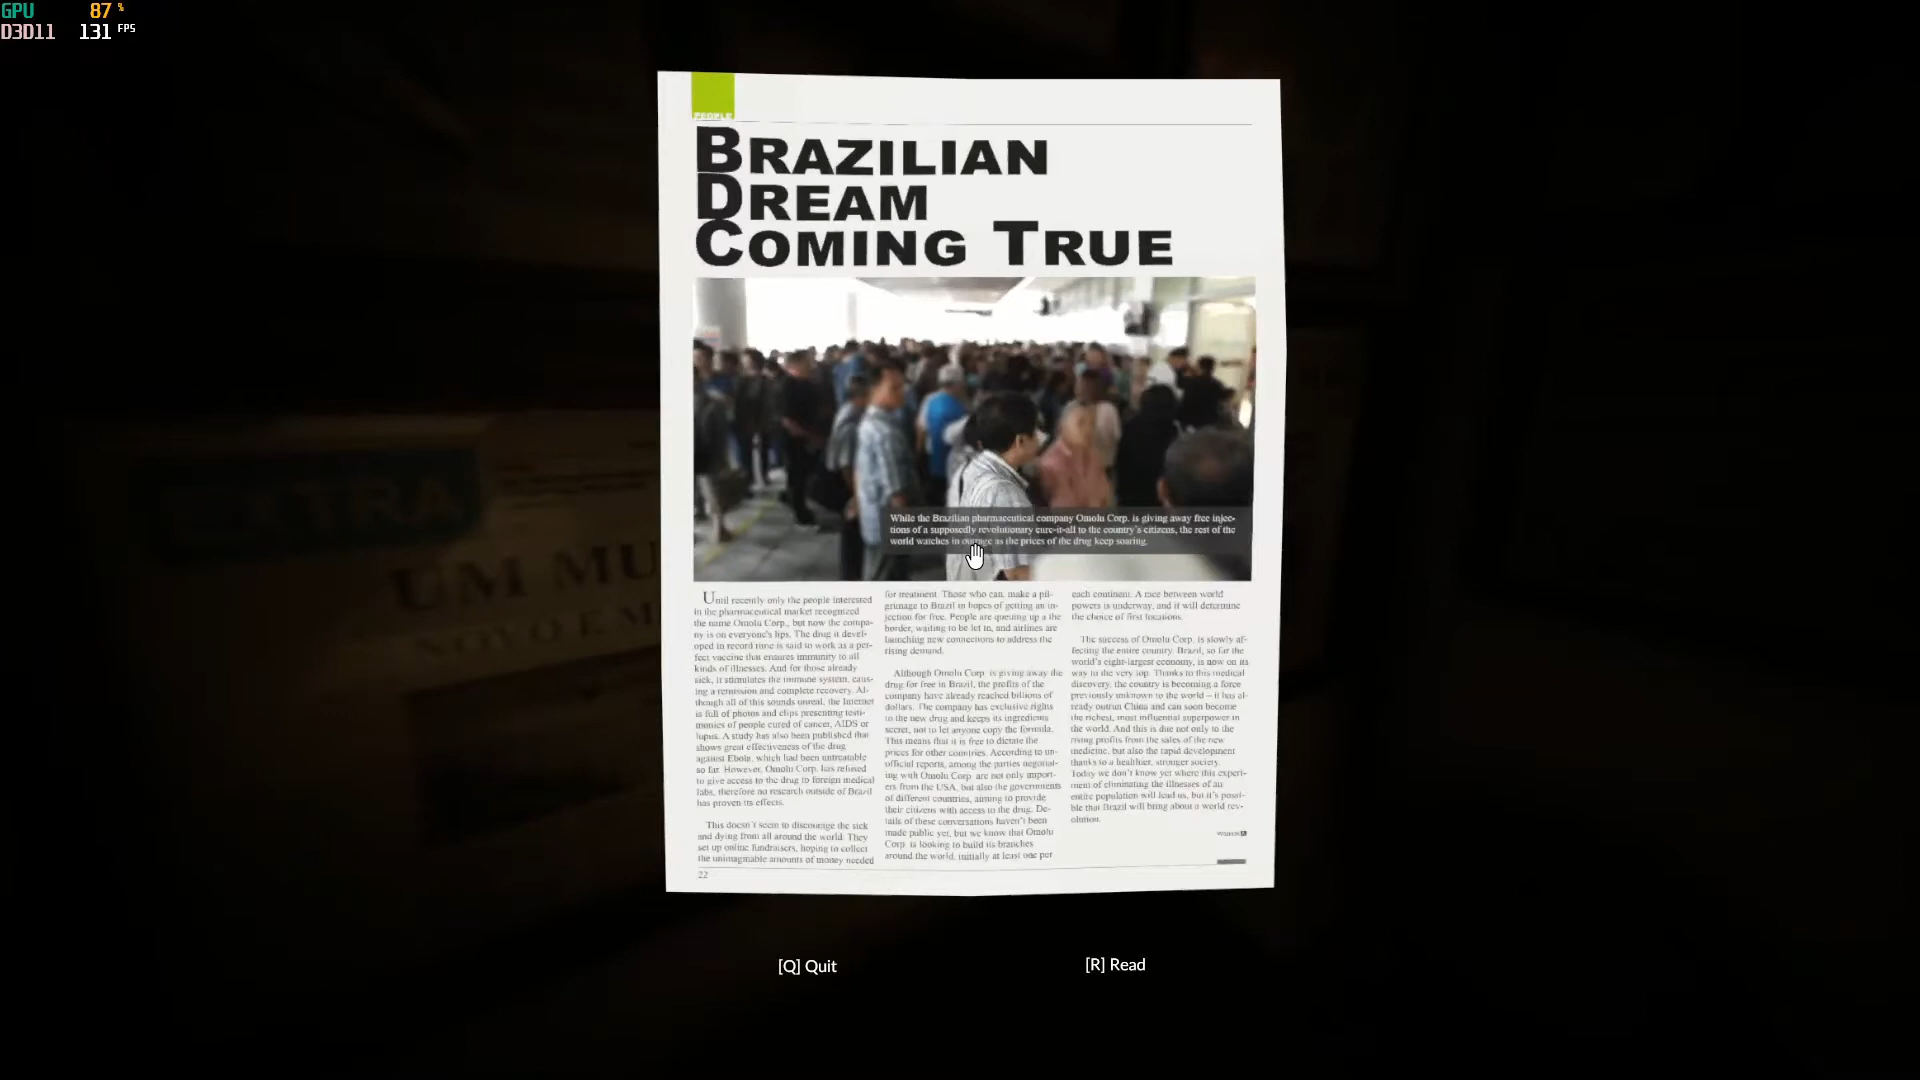 GPU 87 %
D3D11 131 FPS
PEOPLE
BRAZILIAN
DREAM
COMING TRUE
While the Brazilian pharmaceutical company Omolu Corp. is giving away free injec-
tions of a supposedly revolutionary cure-it-all to the country's citizens, the rest of the
world watches in outrage as the prices of the drug keep soaring.
Until recently only the people interested
in the pharmaceutical market recognized
the name Omolu Corp., but now the compa-
ny is on everyone's lips. The drug it devel-
oped in record time is said to work as a per-
fect vaccine that ensures immunity to all
kinds of illnesses. And for those already
sick, it stimulates the immune system, caus-
ing a remission and complete recovery. Al-
though all of this sounds unreal, the Internet
is full of photos and clips presenting testi-
monies of people cured of cancer, AIDS or
lupus. A study has also been published that
shows great effectiveness of the drug
against Ebola, which had been untreatable
so far. However, Omolu Corp. has refused
to give access to the drug to foreign medical
labs, therefore no research outside of Brazil
has proven its effects.
This doesn't seem to discourage the sick
and dying from all around the world. They
set up online fundraisers, hoping to collect
the unimaginable amounts of money needed
for treatment. Those who can, make a pil-
grimage to Brazil in hopes of getting an in-
jection for free. People are queuing up a the
border, waiting to be let in, and airlines are
launching new connections to address the
rising demand.
Although Omolu Corp. is giving away the
drug for free in Brazil, the profits of the
company have already reached billions of
dollars. The company has exclusive rights
to the new drug and keeps its ingredients
secret, not to let anyone copy the formula.
This means that it is free to dictate the
prices for other countries. According to un-
official reports, among the parties negotiat-
ing with Omolu Corp. are not only import-
ers from the USA, but also the governments
of different countries, aiming to provide
their citizens with access to the drug. De-
tails of these conversations haven't been
made public yet, but we know that Omolu
Corp. is looking to build its branches
around the world, initially at least one per
each continent. A race between world
powers is underway, and it will determine
the choice of first locations.
The success of Omolu Corp. is slowly af-
fecting the entire country. Brazil, so far the
world's eight-largest economy, is now on its
way to the very top. Thanks to this medical
discovery, the country is becoming a force
previously unknown to the world – it has al-
ready outrun China and can soon become
the richest, most influential superpower in
the world. And this is due not only to the
rising profits from the sales of the new
medicine, but also the rapid development
thanks to a healthier, stronger society.
Today we don't know yet where this experi-
ment of eliminating the illnesses of an
entire population will lead us, but it's possi-
ble that Brazil will bring about a world rev-
olution.
22
EXTRA
UM MU
NOVO E M
[Q] Quit
[R] Read